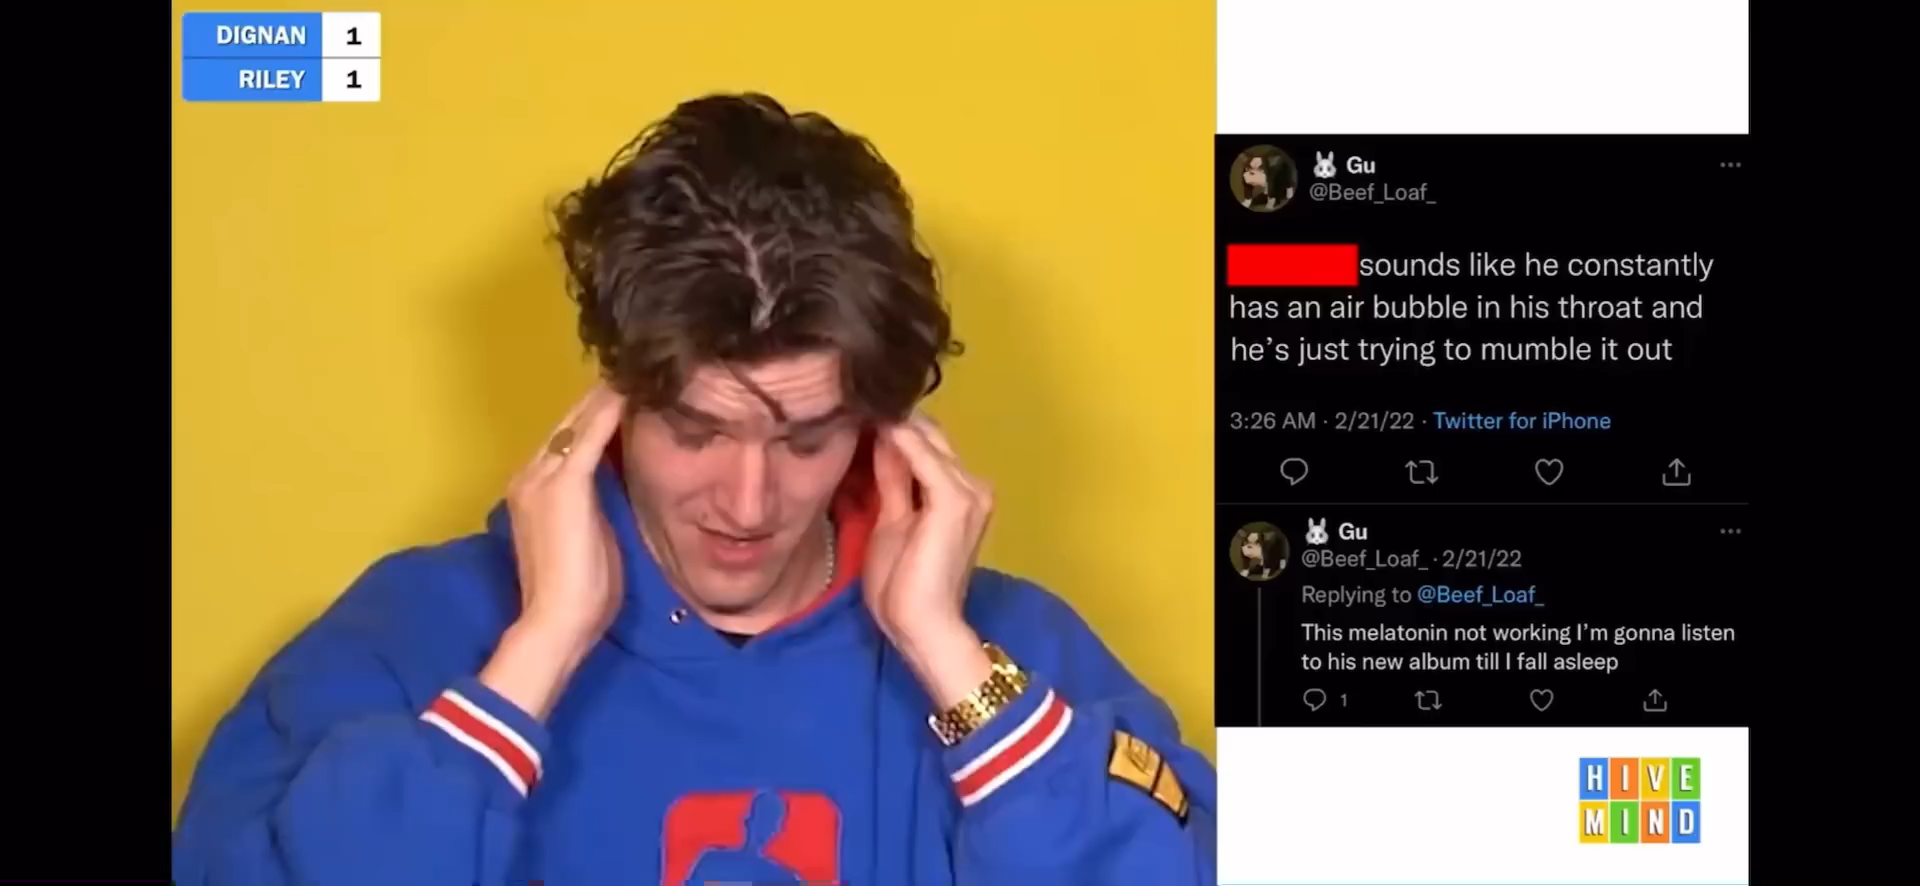 DIGNAN 1
RILEY 1
Gu
@Beef_Loaf_
sounds like he constantly
has an air bubble in his throat and
he's just trying to mumble it out
3:26 AM · 2/21/22 · Twitter for iPhone
Gu
@Beef_Loaf_ · 2/21/22
Replying to @Beef_Loaf_
This melatonin not working I'm gonna listen
to his new album till I fall asleep
1
HIVE
MIND